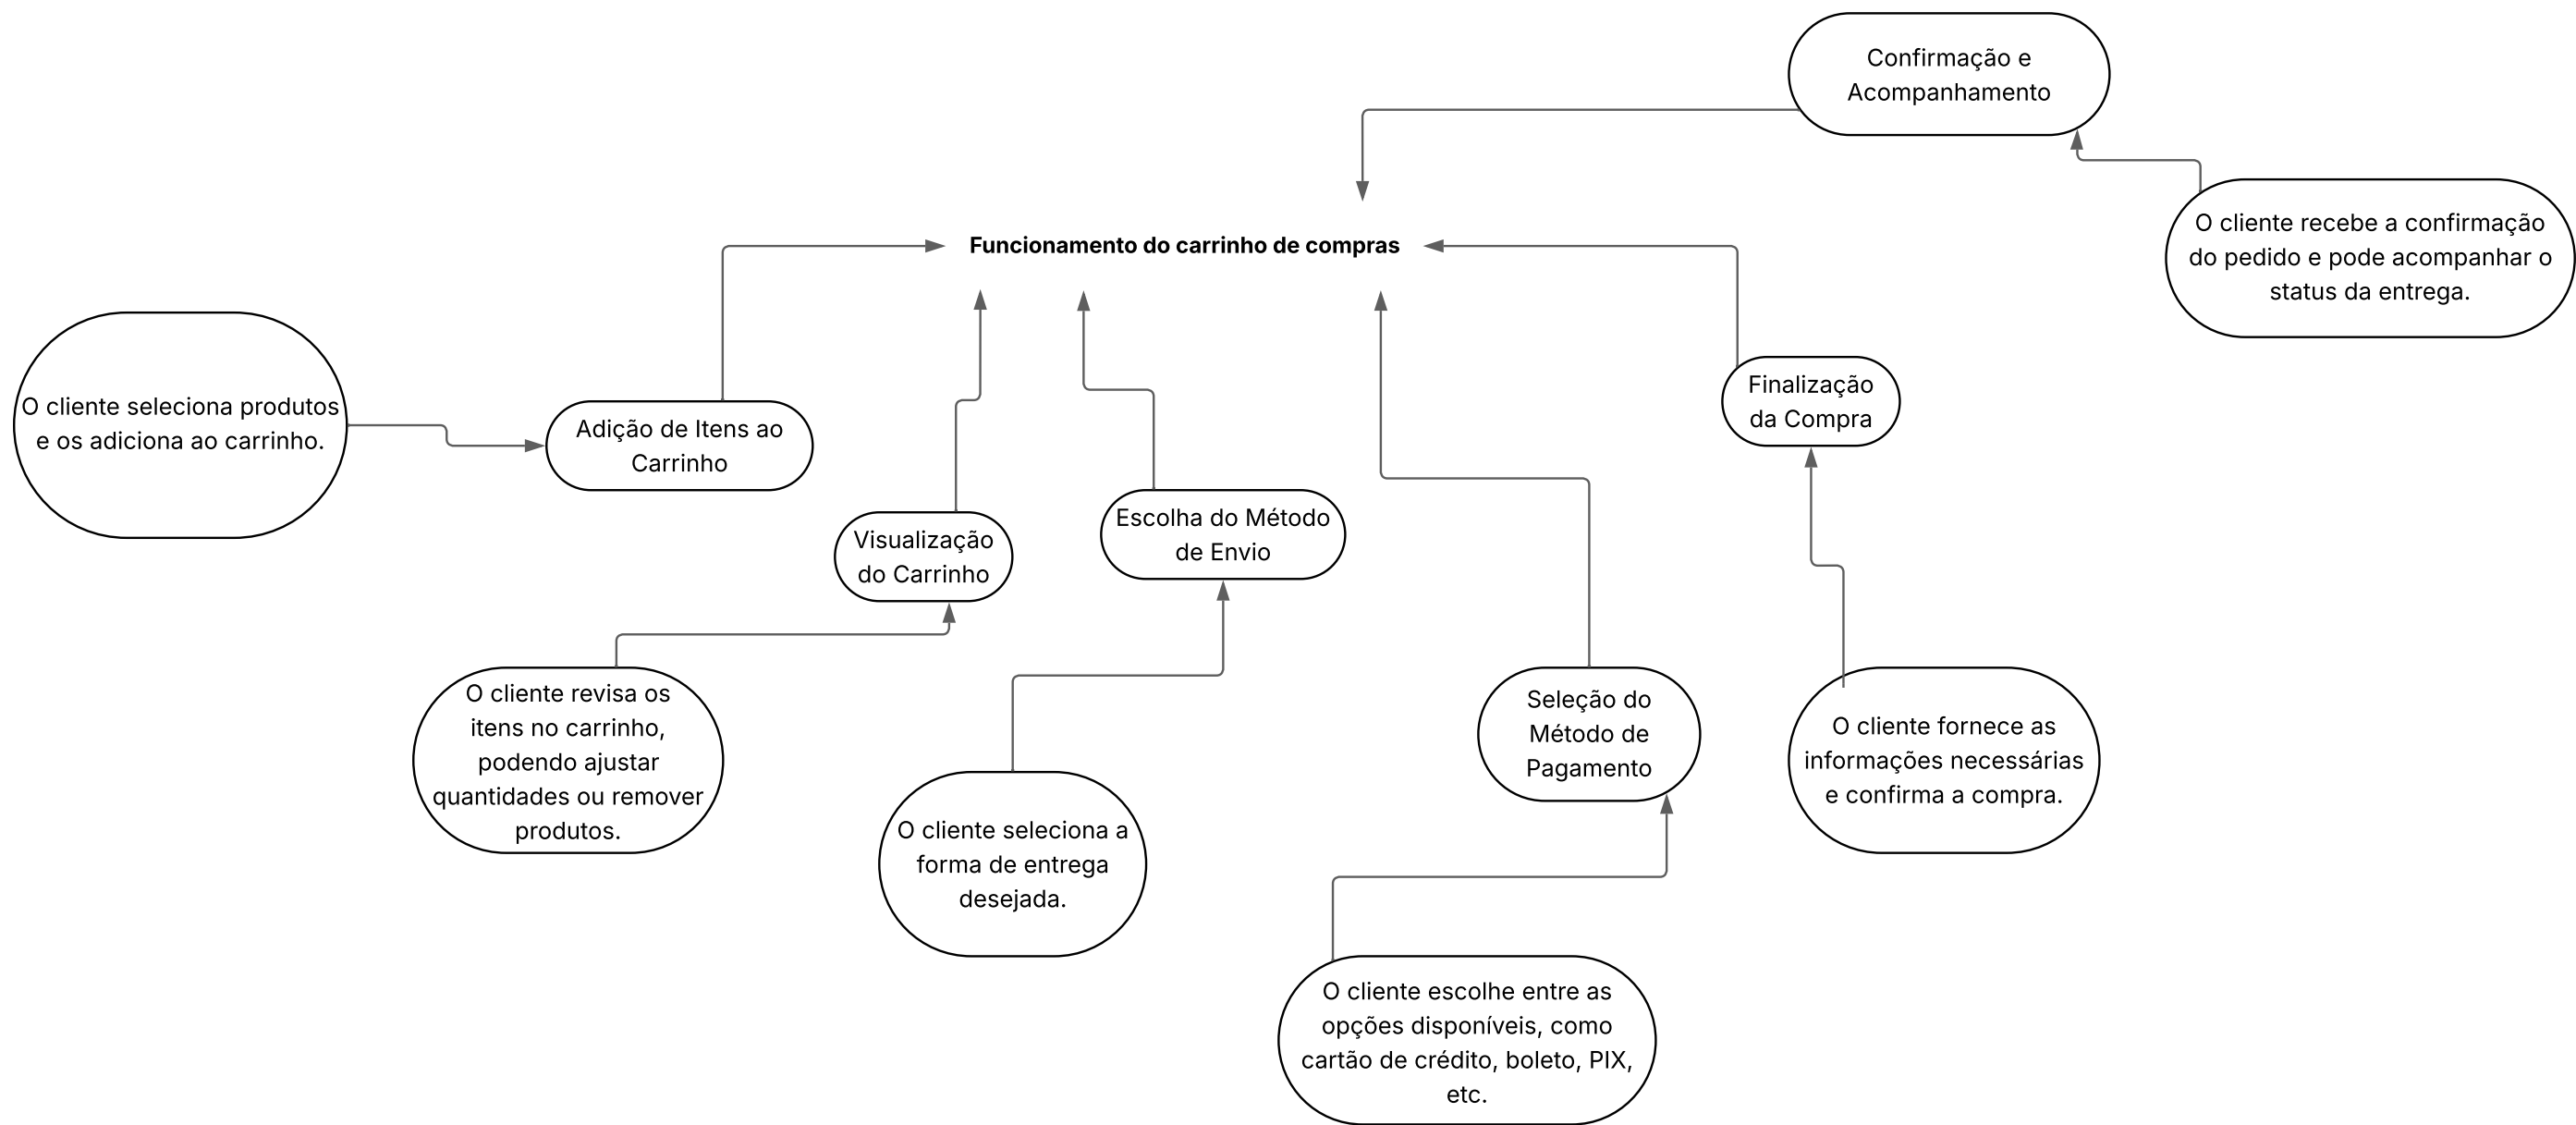 Confirmação e
Acompanhamento
O cliente recebe a confirmação
do pedido e pode acompanhar o
status da entrega.
Funcionamento do carrinho de compras
O cliente seleciona produtos
e os adiciona ao carrinho.
Adição de Itens ao
Carrinho
Visualização
do Carrinho
Escolha do Método
de Envio
Finalização
da Compra
O cliente revisa os
itens no carrinho,
podendo ajustar
quantidades ou remover
produtos.
O cliente seleciona a
forma de entrega
desejada.
Seleção do
Método de
Pagamento
O cliente fornece as
informações necessárias
e confirma a compra.
O cliente escolhe entre as
opções disponíveis, como
cartão de crédito, boleto, PIX,
etc.